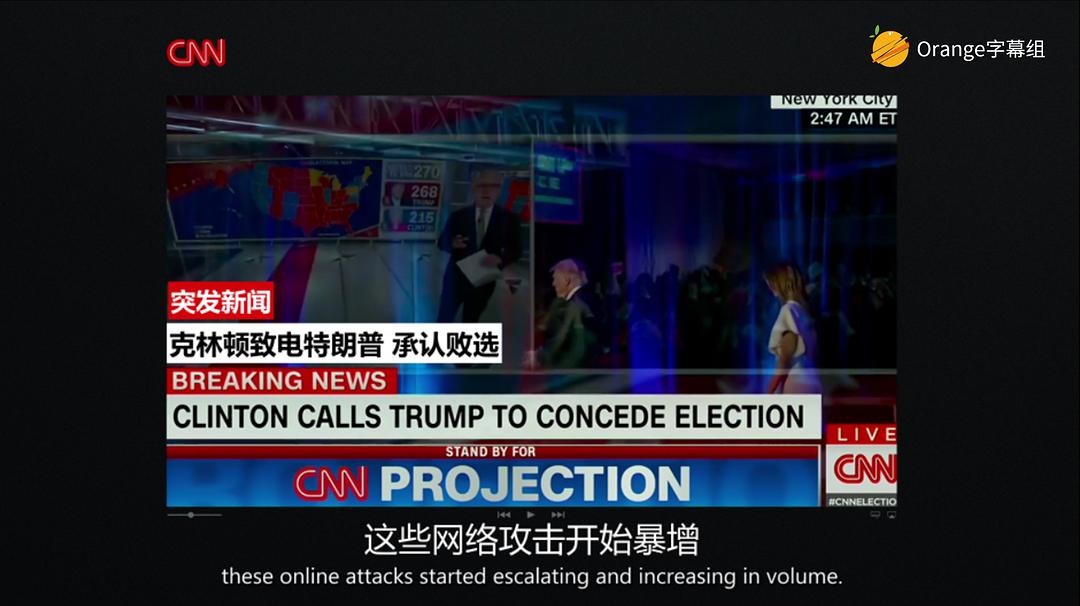 CNN
Orange字幕组
New York City
2:47 AM ET
270
268
TRUMP
215
CLINTON
突发新闻
克林顿致电特朗普 承认败选
BREAKING NEWS
CLINTON CALLS TRUMP TO CONCEDE ELECTION
LIVE
STAND BY FOR
CNN PROJECTION
CNN
#CNNELECTIO
这些网络攻击开始暴增
these online attacks started escalating and increasing in volume.